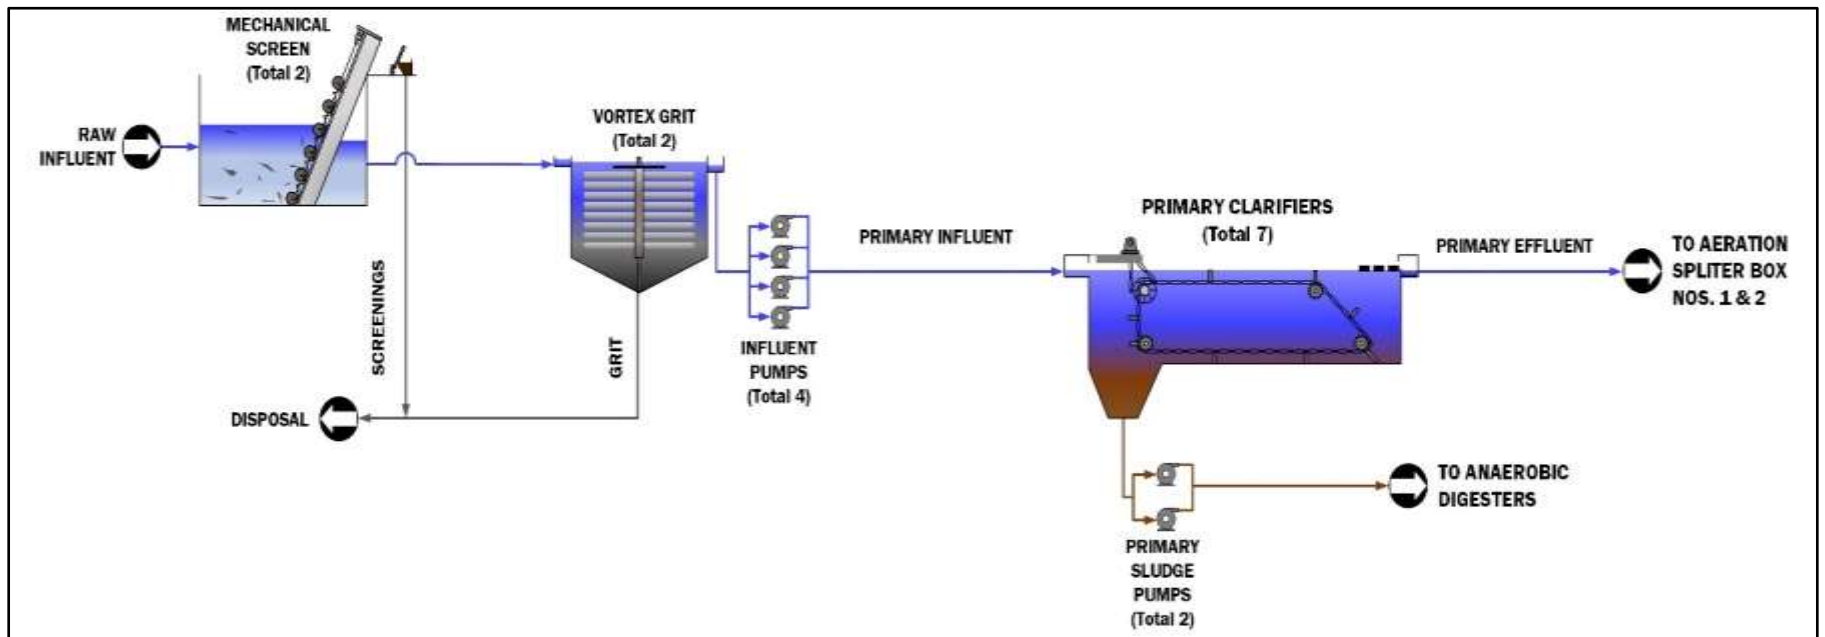 MECHANICAL
SCREEN
(Total 2)
RAW
INFLUENT
SCREENINGS
DISPOSAL
VORTEX GRIT
(Total 2)
GRIT
INFLUENT
PUMPS
(Total 4)
PRIMARY INFLUENT
PRIMARY CLARIFIERS
(Total 7)
PRIMARY EFFLUENT
TO AERATION
SPLITER BOX
NOS. 1 & 2
PRIMARY
SLUDGE
PUMPS
(Total 2)
TO ANAEROBIC
DIGESTERS